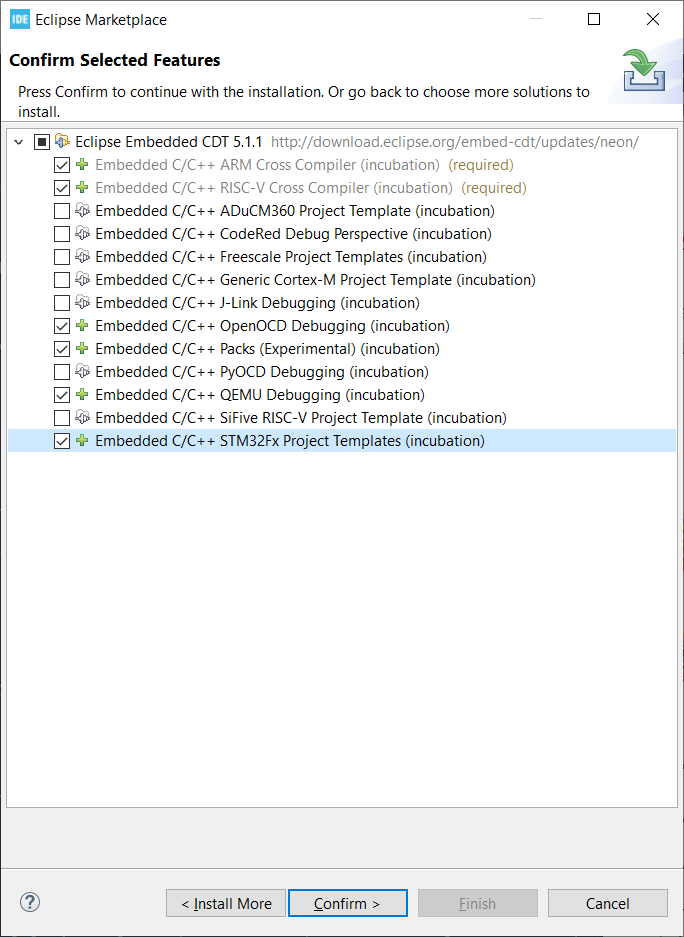 IDE Eclipse Marketplace
Confirm Selected Features
Press Confirm to continue with the installation. Or go back to choose more solutions to
install.
Eclipse Embedded CDT 5.1.1 http://download.eclipse.org/embed-cdt/updates/neon/
Embedded C/C++ ARM Cross Compiler (incubation) (required)
Embedded C/C++ RISC-V Cross Compiler (incubation) (required)
Embedded C/C++ ADuCM360 Project Template (incubation)
Embedded C/C++ CodeRed Debug Perspective (incubation)
Embedded C/C++ Freescale Project Templates (incubation)
Embedded C/C++ Generic Cortex-M Project Template (incubation)
Embedded C/C++ J-Link Debugging (incubation)
Embedded C/C++ OpenOCD Debugging (incubation)
Embedded C/C++ Packs (Experimental) (incubation)
Embedded C/C++ PyOCD Debugging (incubation)
Embedded C/C++ QEMU Debugging (incubation)
Embedded C/C++ SiFive RISC-V Project Template (incubation)
Embedded C/C++ STM32Fx Project Templates (incubation)
? < Install More Confirm > Finish Cancel